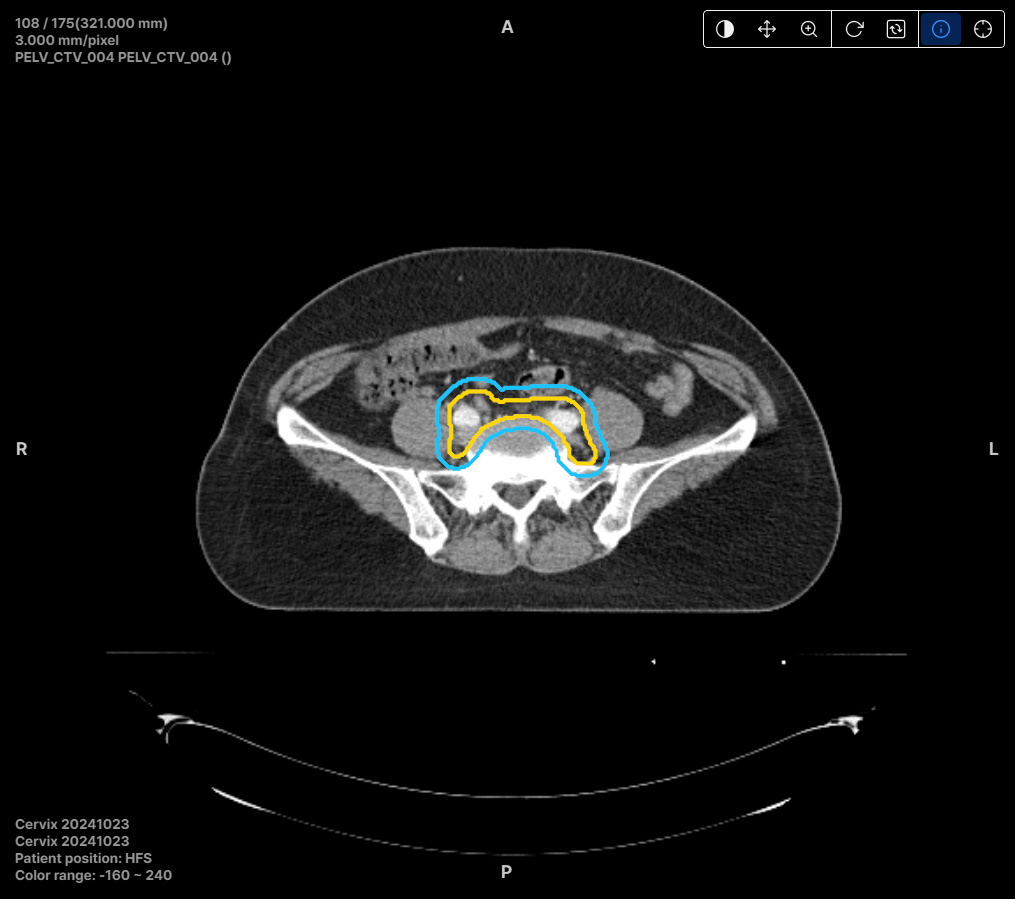 108 / 175(321.000 mm)
3.000 mm/pixel
PELV_CTV_004 PELV_CTV_004 ()
A
R
L
Cervix 20241023
Cervix 20241023
Patient position: HFS
Color range: -160 ~ 240
P